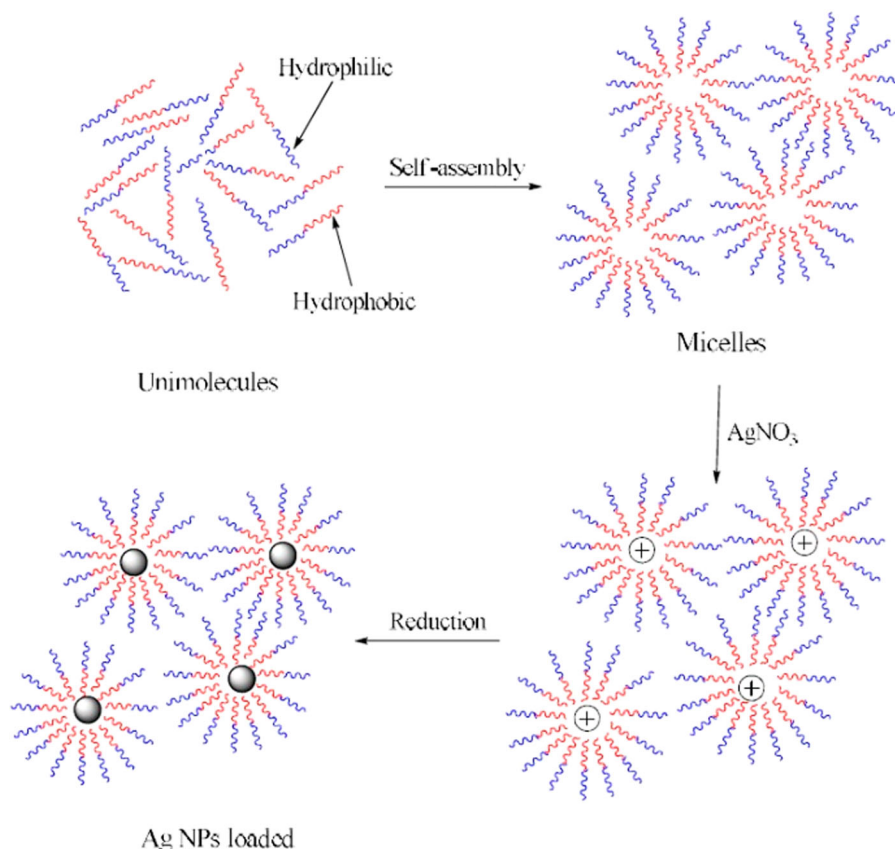 Hydrophilic
Self-assembly
Hydrophobic
Unimolecules
Micelles
AgNO₃
+
+
+
+
Reduction
Ag NPs loaded